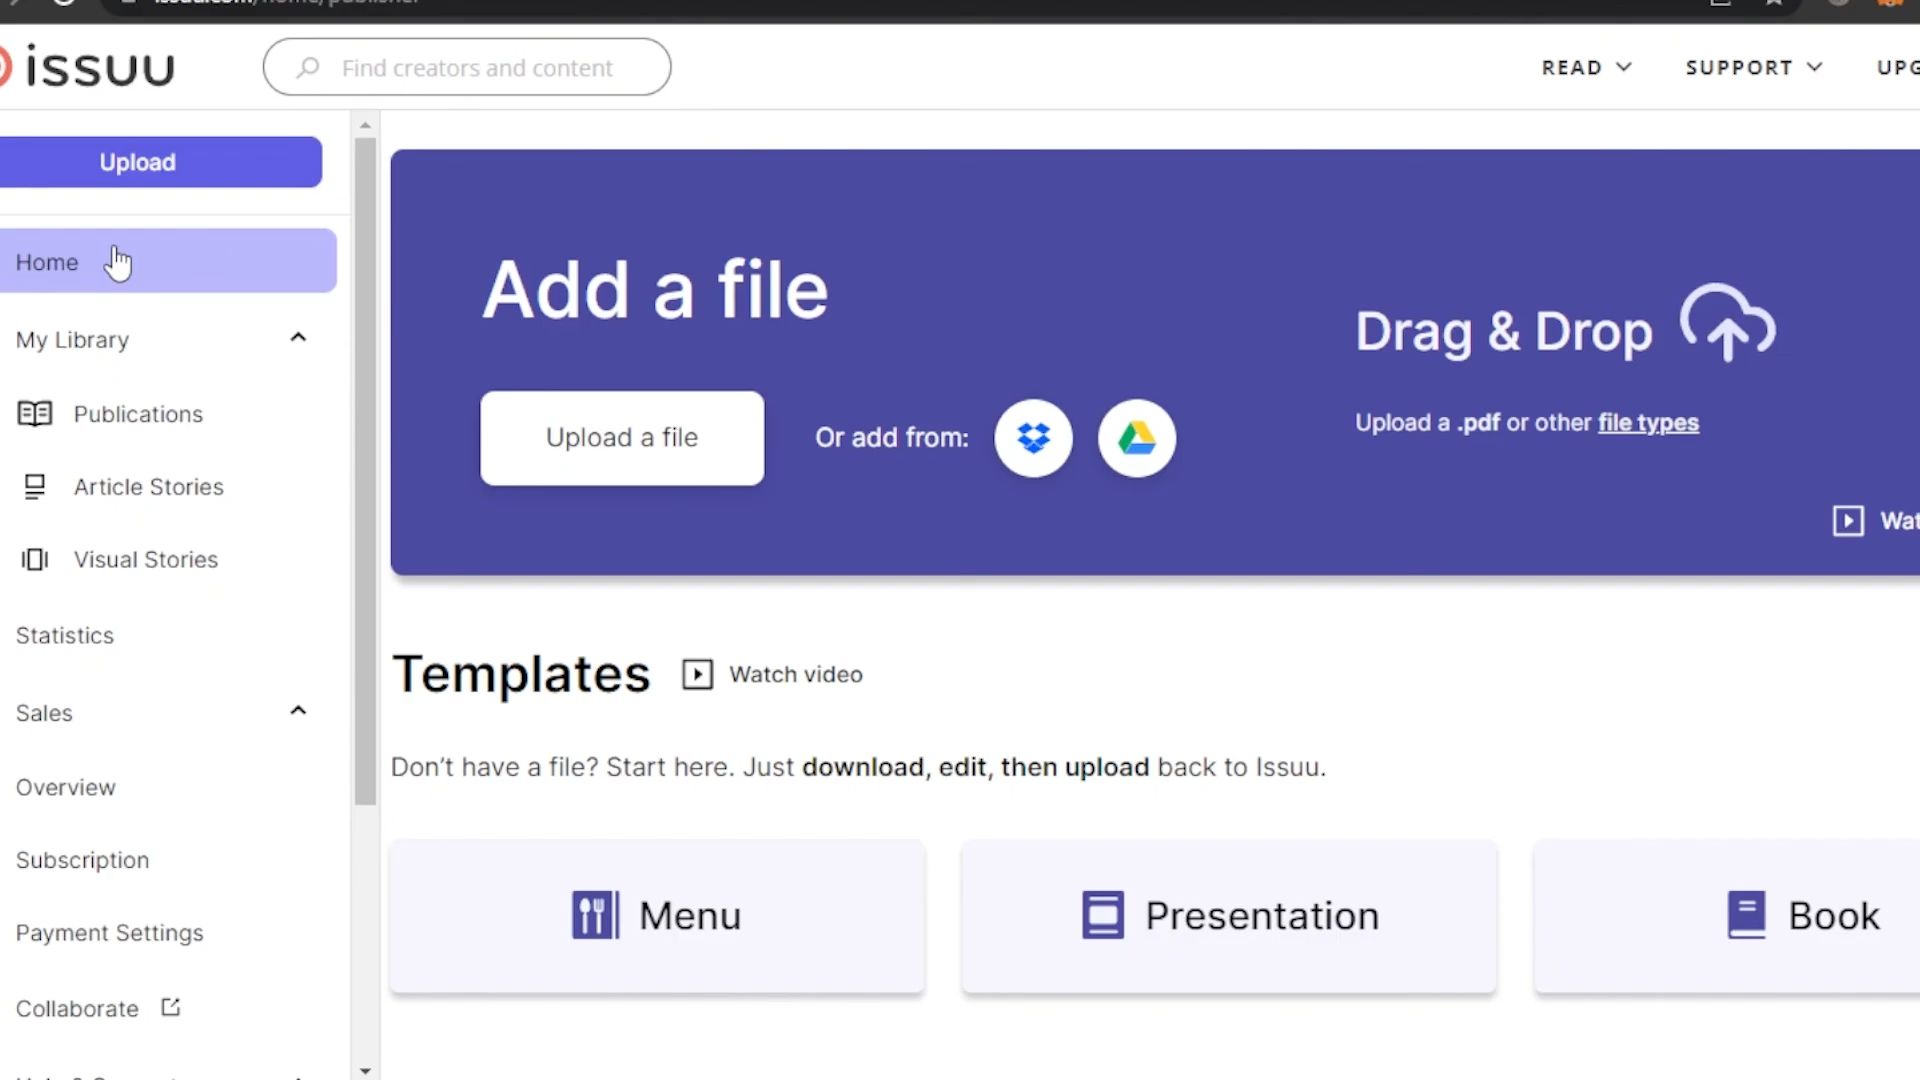 issuu
Find creators and content
READ
SUPPORT
Upload
Home
My Library
Publications
Article Stories
Visual Stories
Statistics
Sales
Overview
Subscription
Payment Settings
Collaborate
Add a file
Upload a file
Or add from:
Drag & Drop
Upload a .pdf or other file types
Templates
Watch video
Don’t have a file? Start here. Just download, edit, then upload back to Issuu.
Menu
Presentation
Book